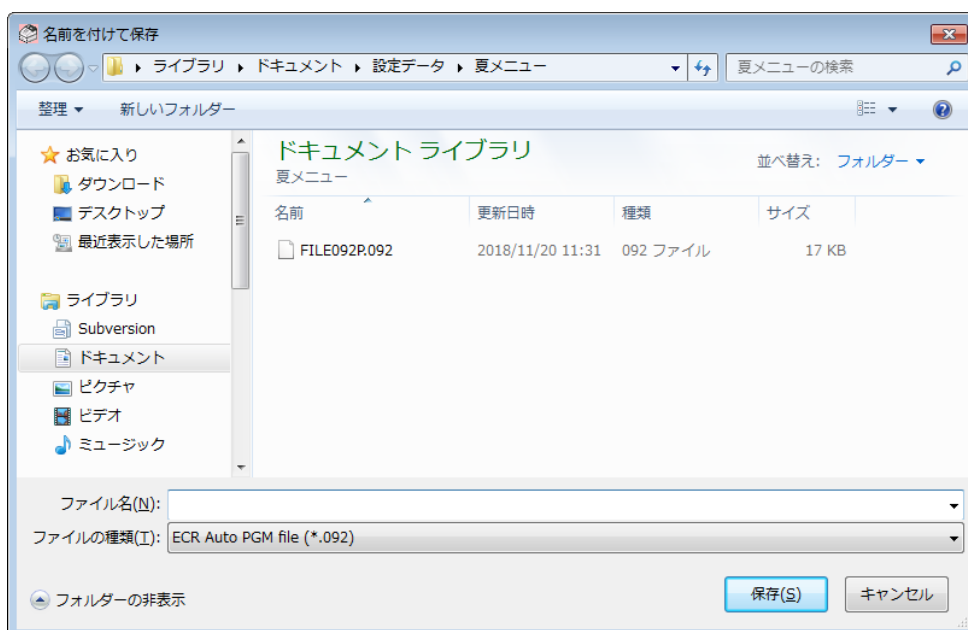 名前を付けて保存
ライブラリ ドキュメント 設定データ 夏メニュー 夏メニューの検索
整理 新しいフォルダー
お気に入り
ダウンロード
デスクトップ
最近表示した場所
ライブラリ
Subversion
ドキュメント
ピクチャ
ビデオ
ミュージック
ドキュメント ライブラリ
夏メニュー
並べ替え: フォルダー
名前 更新日時 種類 サイズ
FILE092P.092 2018/11/20 11:31 092 ファイル 17 KB
ファイル名(N):
ファイルの種類(T): ECR Auto PGM file (*.092)
フォルダーの非表示 保存(S) キャンセル